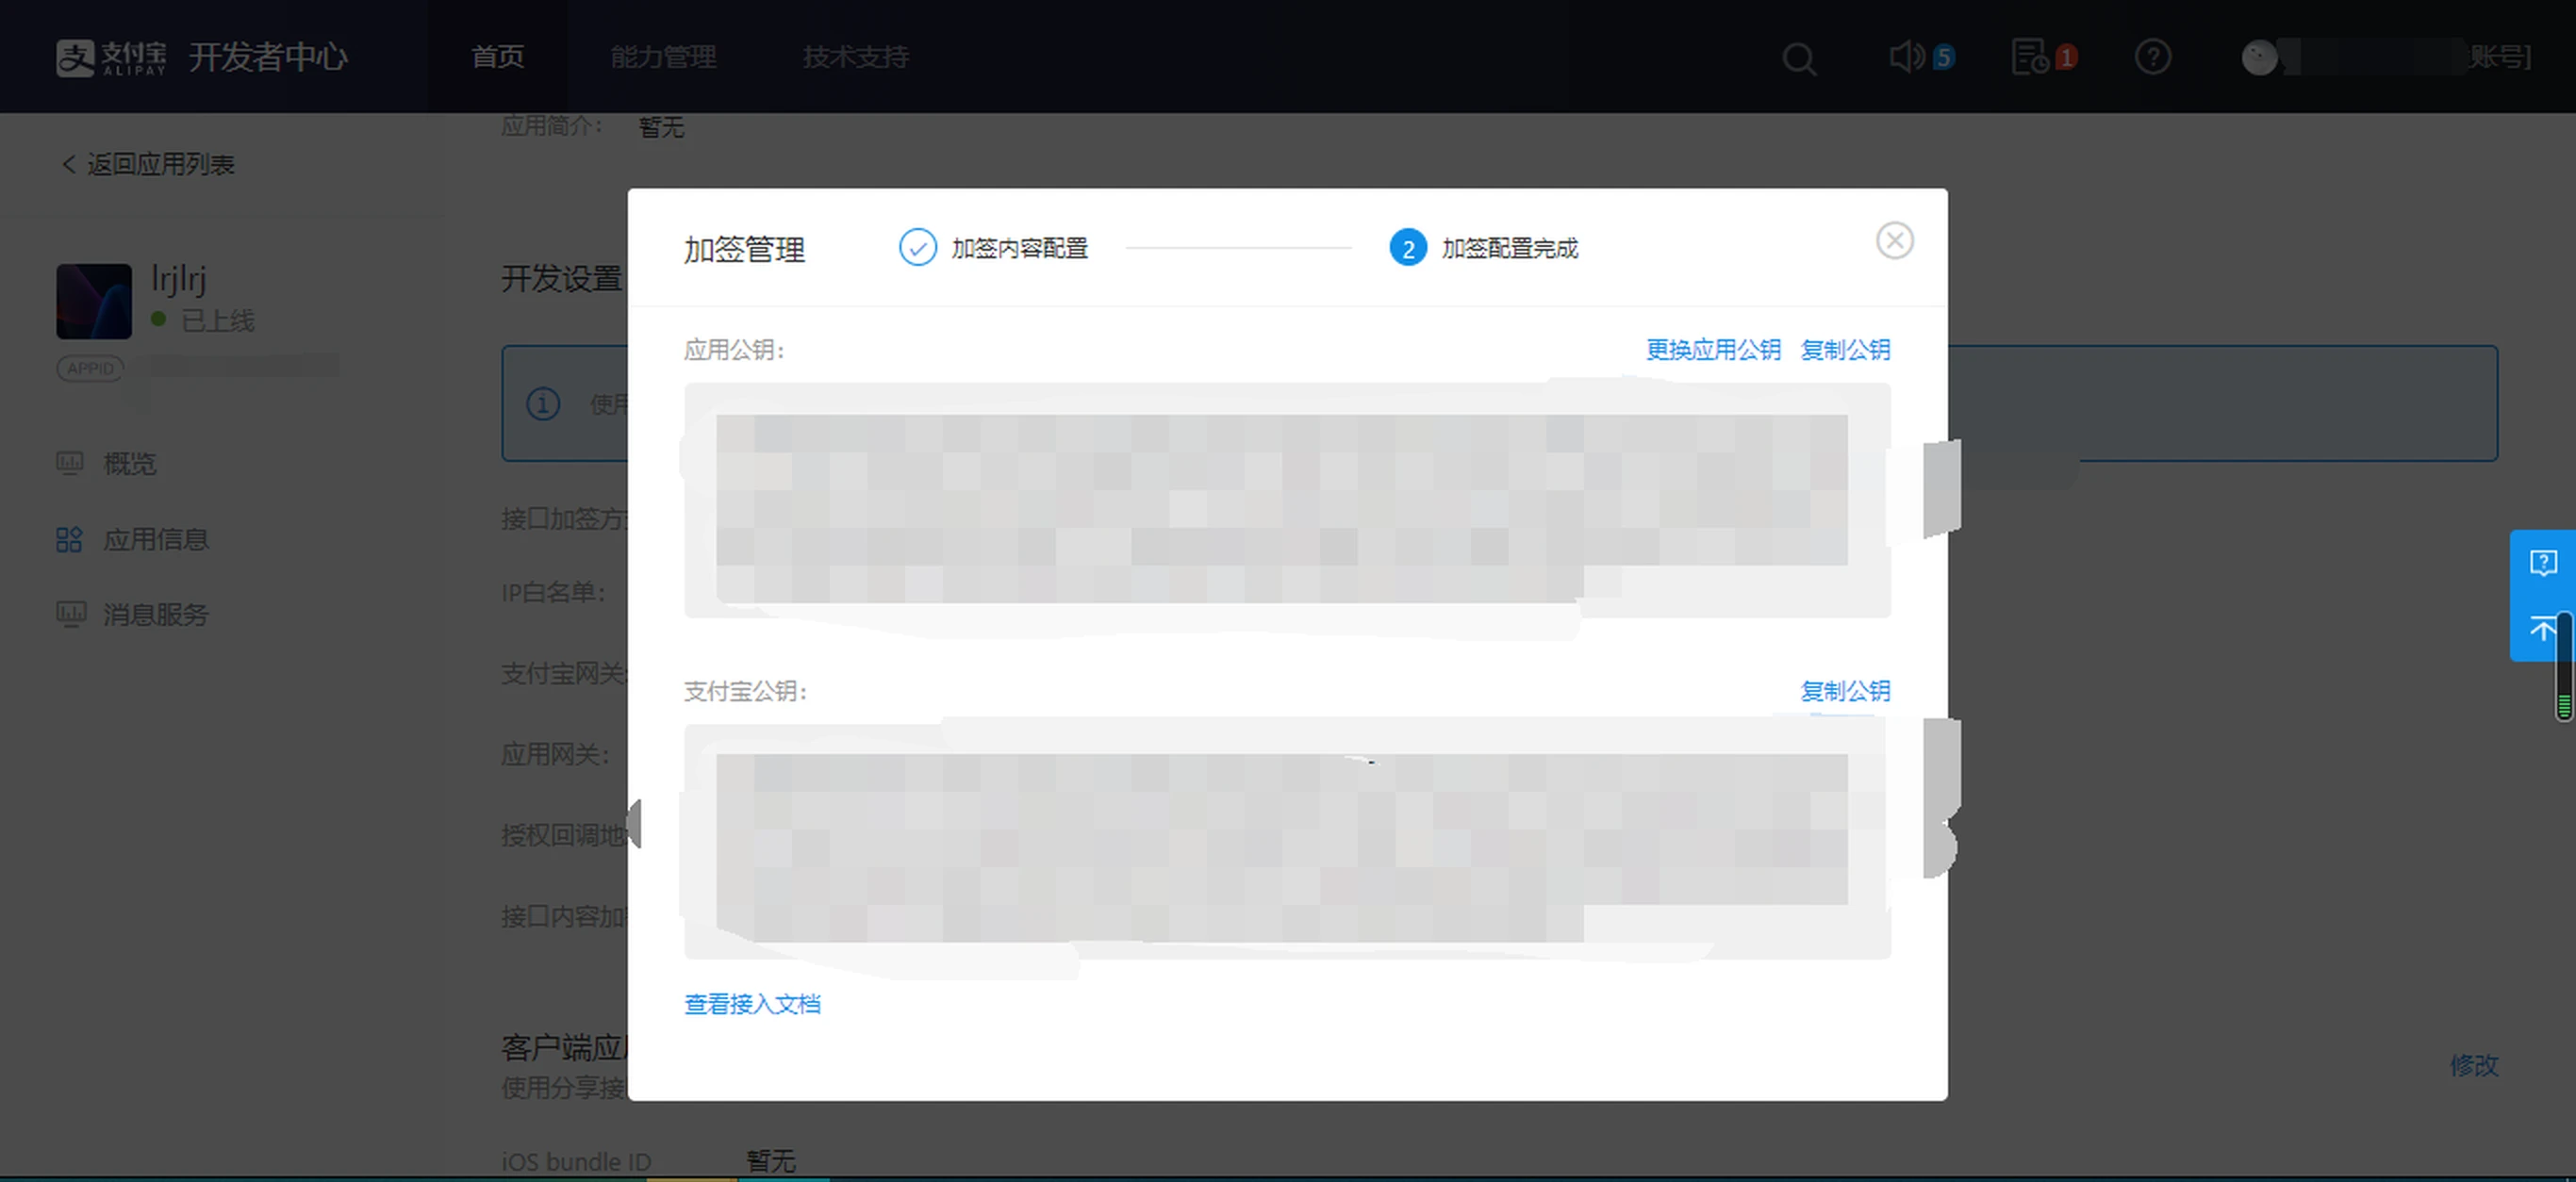 支付宝
ALIPAY
开发者中心
首页
能力管理
技术支持
5
1
账号]
返回应用列表
lrjlrj
已上线
APPID
概览
应用信息
消息服务
应用简介：
暂无
开发设置
使用
接口加签方
IP白名单：
支付宝网关
应用网关：
授权回调地
接口内容加
客户端应
使用分享接
iOS bundle ID
暂无
修改
加签管理
加签内容配置
2
加签配置完成
应用公钥：
更换应用公钥
复制公钥
支付宝公钥：
复制公钥
查看接入文档